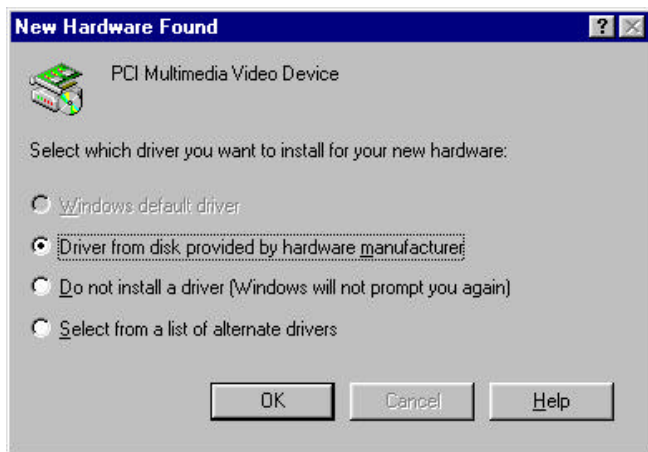 New Hardware Found
PCI Multimedia Video Device
Select which driver you want to install for your new hardware:
Windows default driver
Driver from disk provided by hardware manufacturer
Do not install a driver (Windows will not prompt you again)
Select from a list of alternate drivers
OK Cancel Help